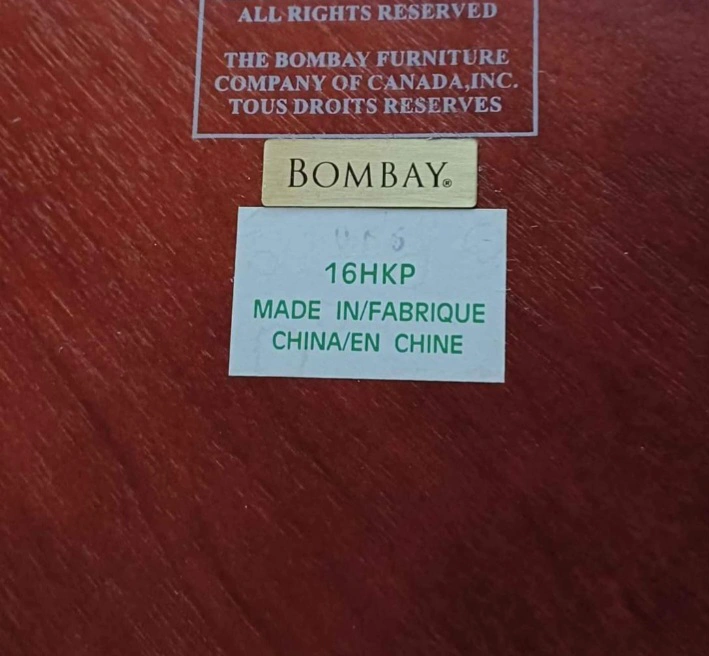 ALL RIGHTS RESERVED
THE BOMBAY FURNITURE
COMPANY OF CANADA,INC.
TOUS DROITS RESERVES
BOMBAY®
16HKP
MADE IN/FABRIQUE
CHINA/EN CHINE